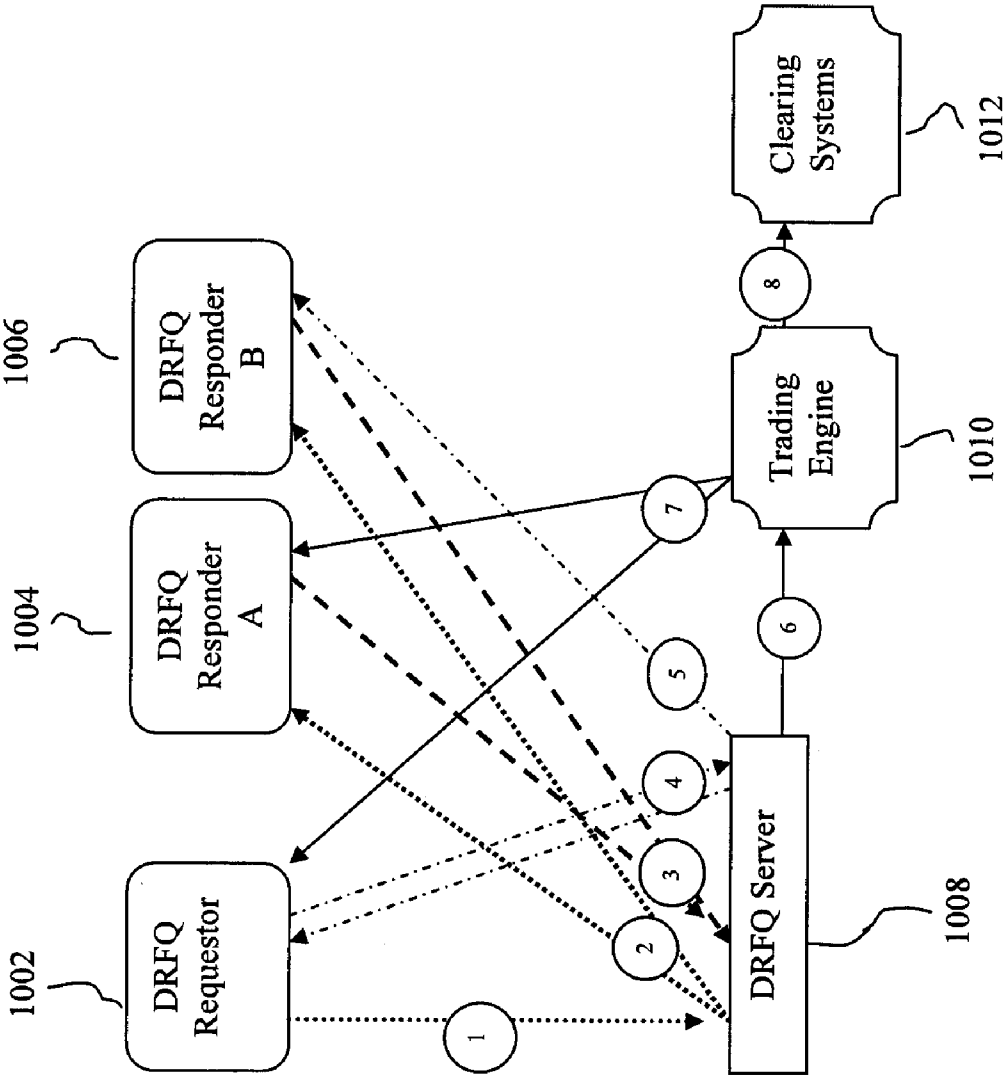 1002
1004
1006
DRFQ
Requestor
DRFQ
Responder
A
DRFQ
Responder
B
1
2
3
4
5
7
DRFQ Server
6
Trading
Engine
8
Clearing
Systems
1008
1010
1012